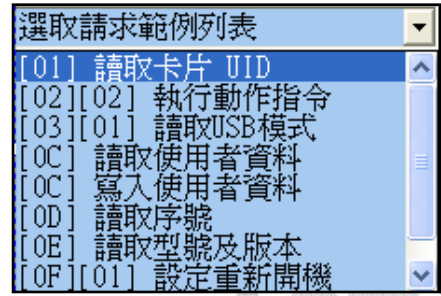 選取請求範例列表
[01] 讀取卡片 UID
[02][02] 執行動作指令
[03][01] 讀取USB模式
[0C] 讀取使用者資料
[0C] 寫入使用者資料
[0D] 讀取序號
[0E] 讀取型號及版本
[0F][01] 設定重新開機